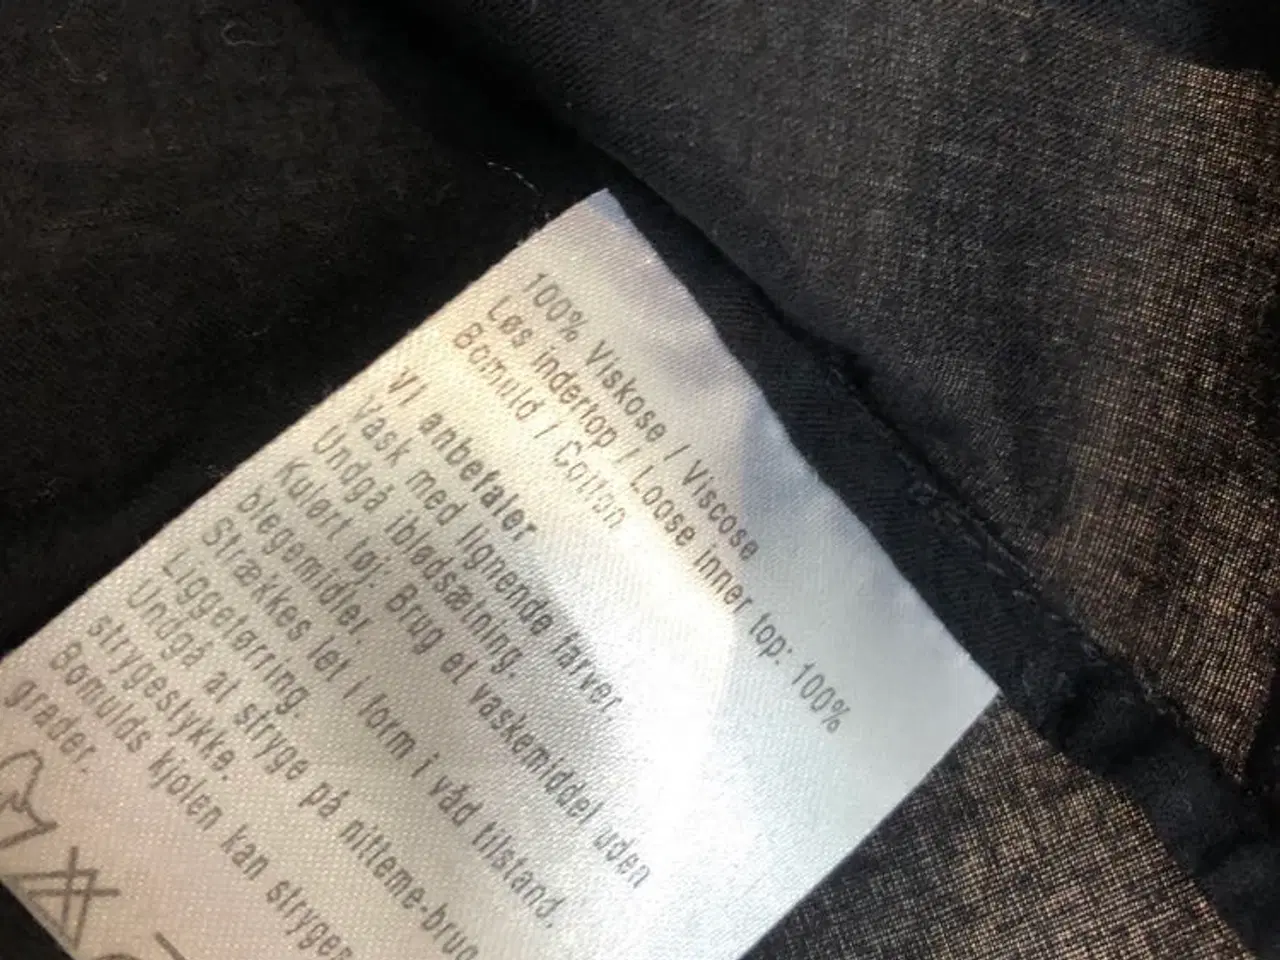 100% Viskose / Viscose
Løs indertop / Loose inner top: 100%
Bomuld / Cotton
VI anbefaler
Vask med lignende farver.
Undgå iblødsætning.
Kulørt tøj: Brug et vaskemiddel uden
blegemidler.
Strækkes let i form i våd tilstand.
Liggetørring.
Undgå at stryge på nitteme-brug
strygestykke.
Bomulds kjolen kan stryges
grader.